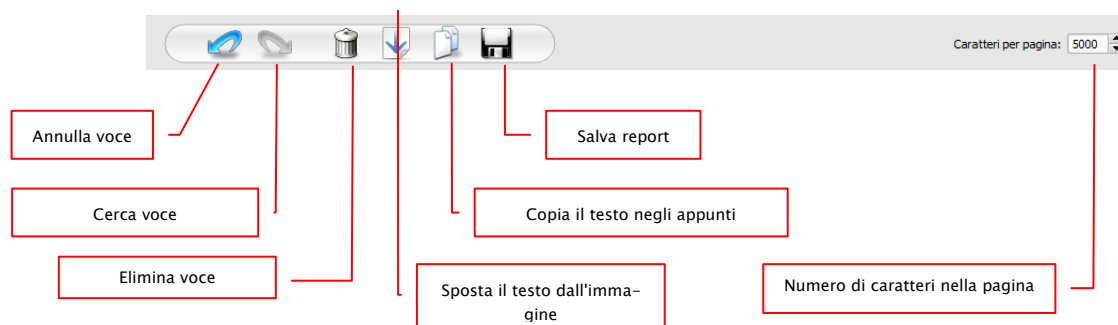 Caratteri per pagina: 5000
Annulla voce
Salva report
Cerca voce
Copia il testo negli appunti
Elimina voce
Sposta il testo dall'imma-
gine
Numero di caratteri nella pagina